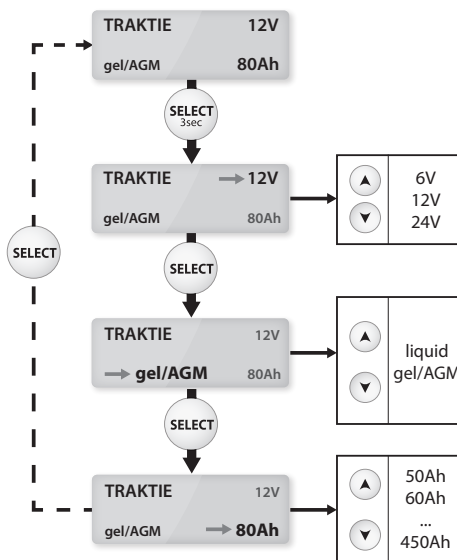 TRAKTIE 12V
gel/AGM 80Ah
SELECT
3sec
TRAKTIE 12V
gel/AGM 80Ah
6V
12V
24V
SELECT
SELECT
TRAKTIE 12V
gel/AGM 80Ah
liquid
gel/AGM
SELECT
TRAKTIE 12V
gel/AGM 80Ah
50Ah
60Ah
...
450Ah